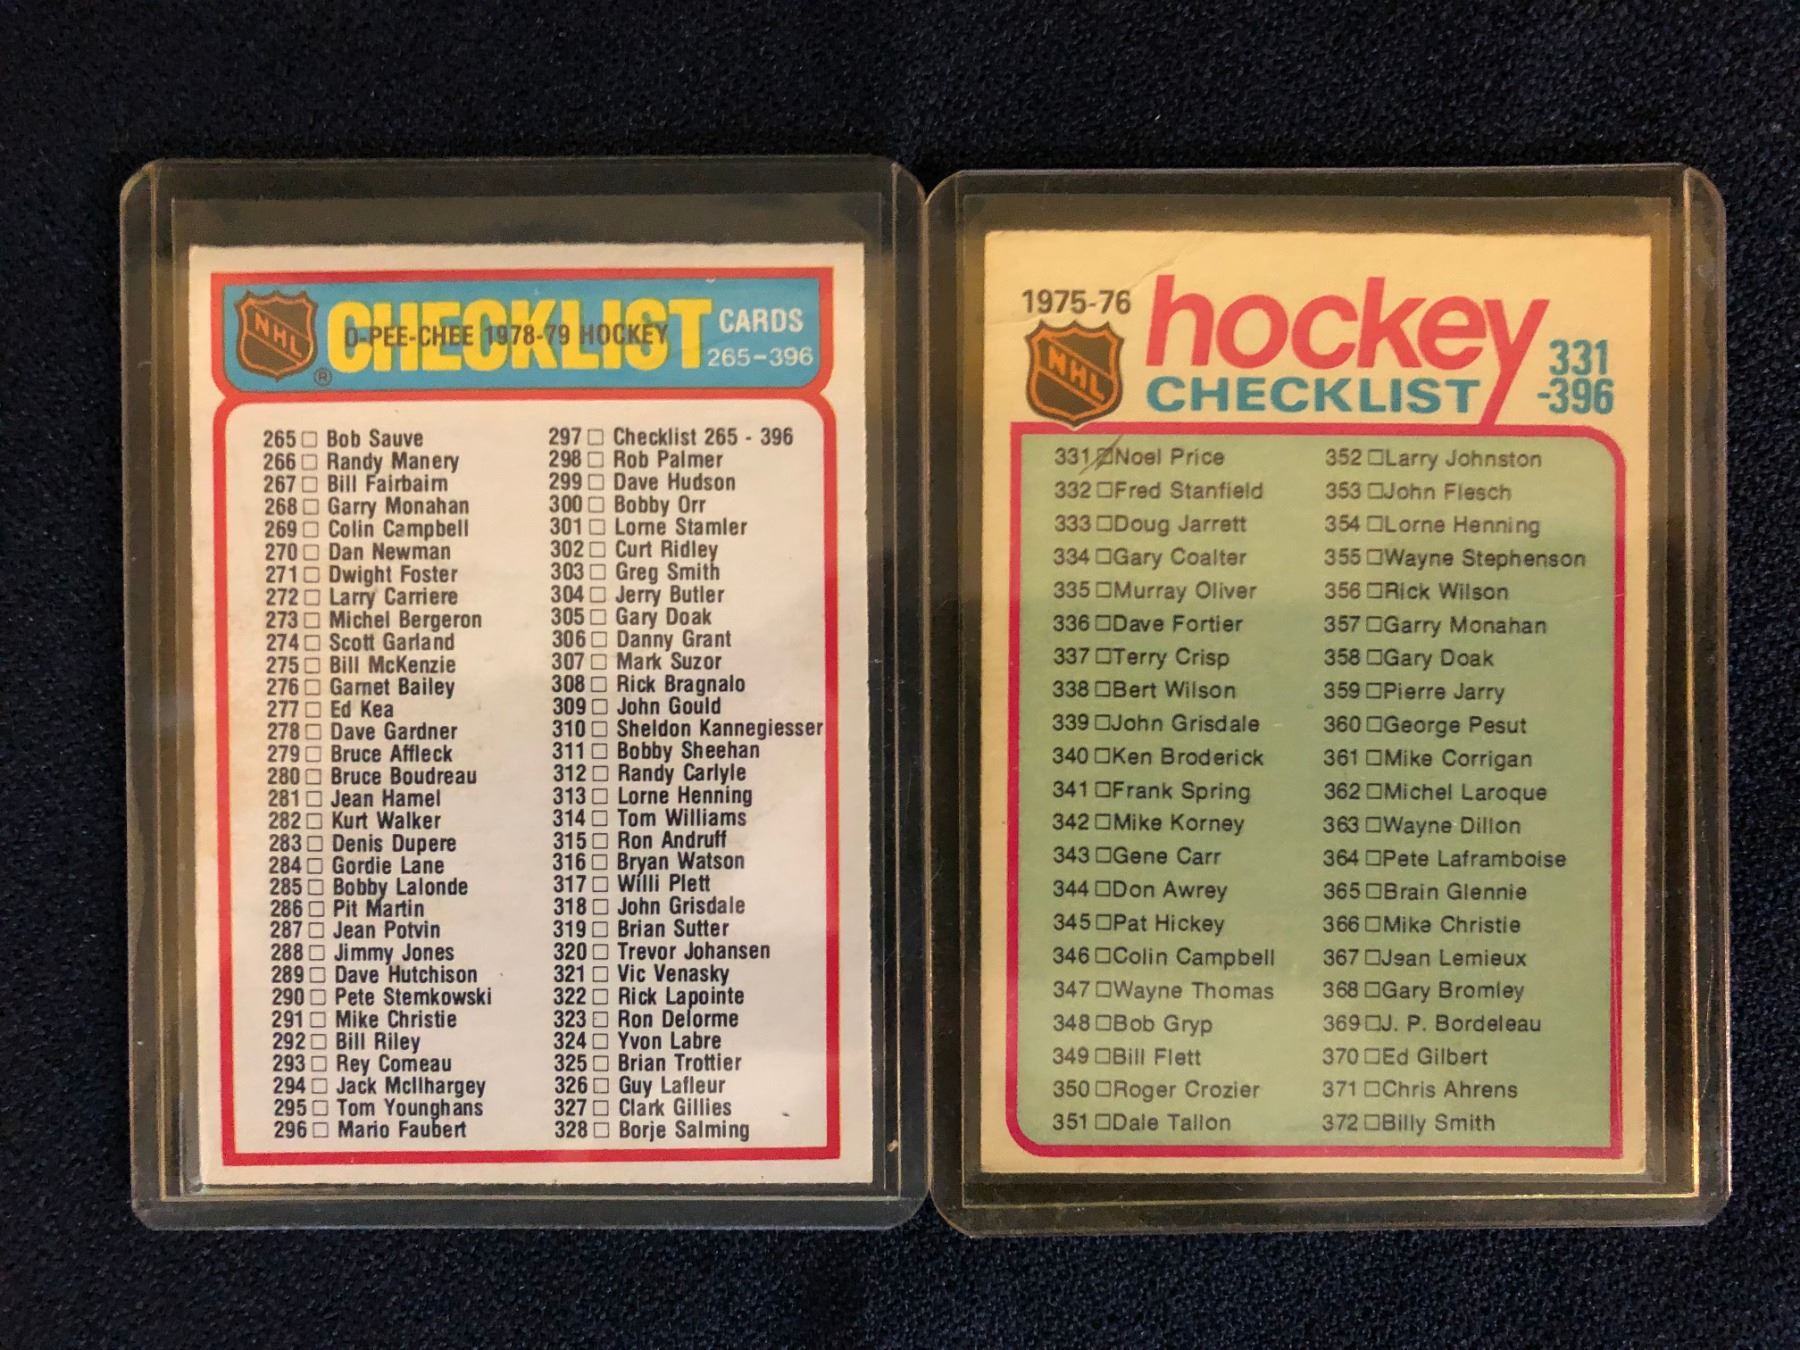 NHL
®
CHECKLIST
O-PEE-CHEE 1978-79 HOCKEY
CARDS
265-396
265 □ Bob Sauve
266 □ Randy Manery
267 □ Bill Fairbairn
268 □ Garry Monahan
269 □ Colin Campbell
270 □ Dan Newman
271 □ Dwight Foster
272 □ Larry Carriere
273 □ Michel Bergeron
274 □ Scott Garland
275 □ Bill McKenzie
276 □ Garnet Bailey
277 □ Ed Kea
278 □ Dave Gardner
279 □ Bruce Affleck
280 □ Bruce Boudreau
281 □ Jean Hamel
282 □ Kurt Walker
283 □ Denis Dupere
284 □ Gordie Lane
285 □ Bobby Lalonde
286 □ Pit Martin
287 □ Jean Potvin
288 □ Jimmy Jones
289 □ Dave Hutchison
290 □ Pete Stemkowski
291 □ Mike Christie
292 □ Bill Riley
293 □ Rey Comeau
294 □ Jack McIlhargey
295 □ Tom Younghans
296 □ Mario Faubert
297 □ Checklist 265 - 396
298 □ Rob Palmer
299 □ Dave Hudson
300 □ Bobby Orr
301 □ Lorne Stamler
302 □ Curt Ridley
303 □ Greg Smith
304 □ Jerry Butler
305 □ Gary Doak
306 □ Danny Grant
307 □ Mark Suzor
308 □ Rick Bragnalo
309 □ John Gould
310 □ Sheldon Kannegiesser
311 □ Bobby Sheehan
312 □ Randy Carlyle
313 □ Lorne Henning
314 □ Tom Williams
315 □ Ron Andruff
316 □ Bryan Watson
317 □ Willi Plett
318 □ John Grisdale
319 □ Brian Sutter
320 □ Trevor Johansen
321 □ Vic Venasky
322 □ Rick Lapointe
323 □ Ron Delorme
324 □ Yvon Labre
325 □ Brian Trottier
326 □ Guy Lafleur
327 □ Clark Gillies
328 □ Borje Salming
1975-76
NHL
hockey
CHECKLIST
331
-396
331 □ Noel Price
332 □ Fred Stanfield
333 □ Doug Jarrett
334 □ Gary Coalter
335 □ Murray Oliver
336 □ Dave Fortier
337 □ Terry Crisp
338 □ Bert Wilson
339 □ John Grisdale
340 □ Ken Broderick
341 □ Frank Spring
342 □ Mike Korney
343 □ Gene Carr
344 □ Don Awrey
345 □ Pat Hickey
346 □ Colin Campbell
347 □ Wayne Thomas
348 □ Bob Gryp
349 □ Bill Flett
350 □ Roger Crozier
351 □ Dale Tallon
352 □ Larry Johnston
353 □ John Flesch
354 □ Lorne Henning
355 □ Wayne Stephenson
356 □ Rick Wilson
357 □ Garry Monahan
358 □ Gary Doak
359 □ Pierre Jarry
360 □ George Pesut
361 □ Mike Corrigan
362 □ Michel Laroque
363 □ Wayne Dillon
364 □ Pete Laframboise
365 □ Brain Glennie
366 □ Mike Christie
367 □ Jean Lemieux
368 □ Gary Bromley
369 □ J. P. Bordeleau
370 □ Ed Gilbert
371 □ Chris Ahrens
372 □ Billy Smith